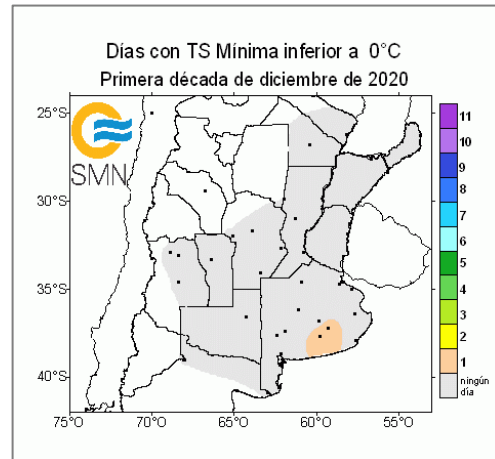 Días con TS Mínima inferior a 0°C
Primera década de diciembre de 2020
SMN
25°S
30°S
35°S
40°S
75°O
70°O
65°O
60°O
55°O
11
10
9
8
7
6
5
4
3
2
1
ningún
día